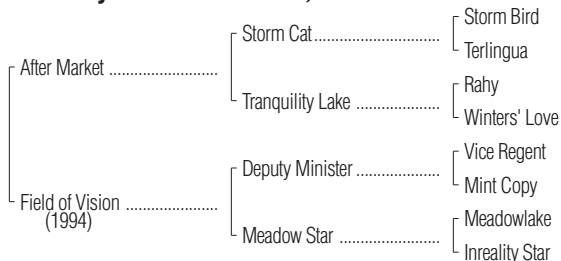 Storm Bird
Storm Cat ....................................
Terlingua
After Market ...............................
Rahy
Tranquility Lake ........................
Winters' Love
Vice Regent
Deputy Minister ........................
Mint Copy
Field of Vision ..........................
(1994)
Meadowlake
Meadow Star .............................
Inreality Star